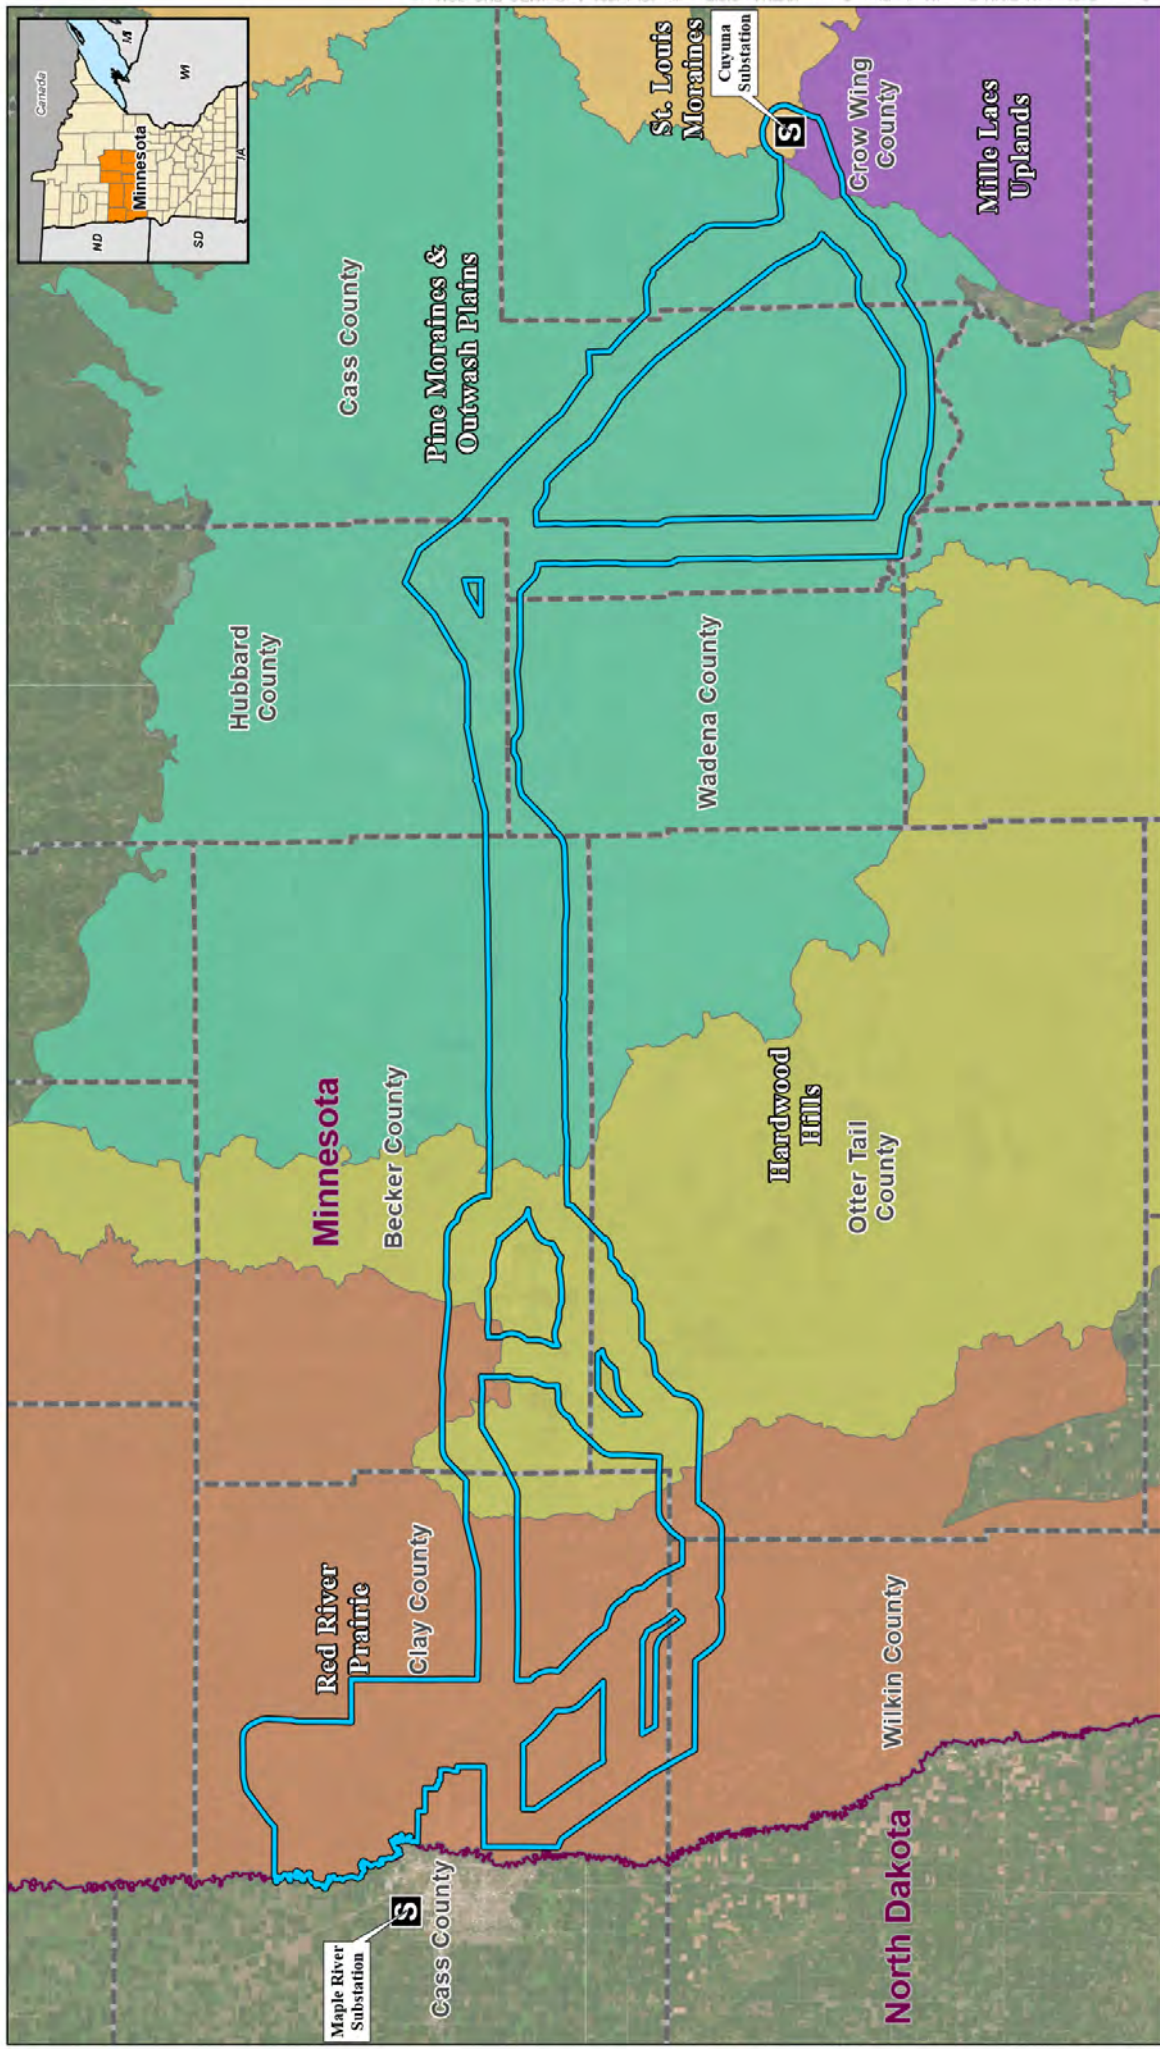 Canada
ND
Minnesota
SD
WI
MI
IA
Maple River
Substation
Cass County
North Dakota
Red River
Prairie
Clay County
Wilkin County
Minnesota
Becker County
Hardwood
Hills
Otter Tail
County
Hubbard
County
Wadena County
Cass County
Pine Moraines &
Outwash Plains
St. Louis
Moraines
Cuyuna
Substation
Crow Wing
County
Mille Lacs
Uplands
S
S